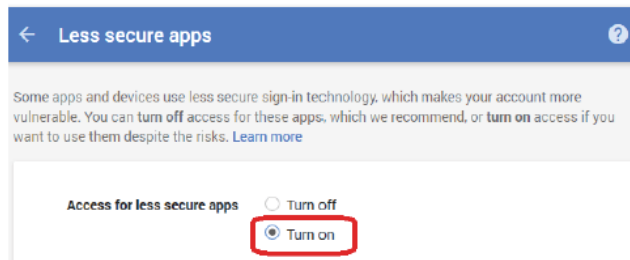 Less secure apps
Some apps and devices use less secure sign-in technology, which makes your account more
vulnerable. You can turn off access for these apps, which we recommend, or turn on access if you
want to use them despite the risks. Learn more
Access for less secure apps
Turn off
Turn on